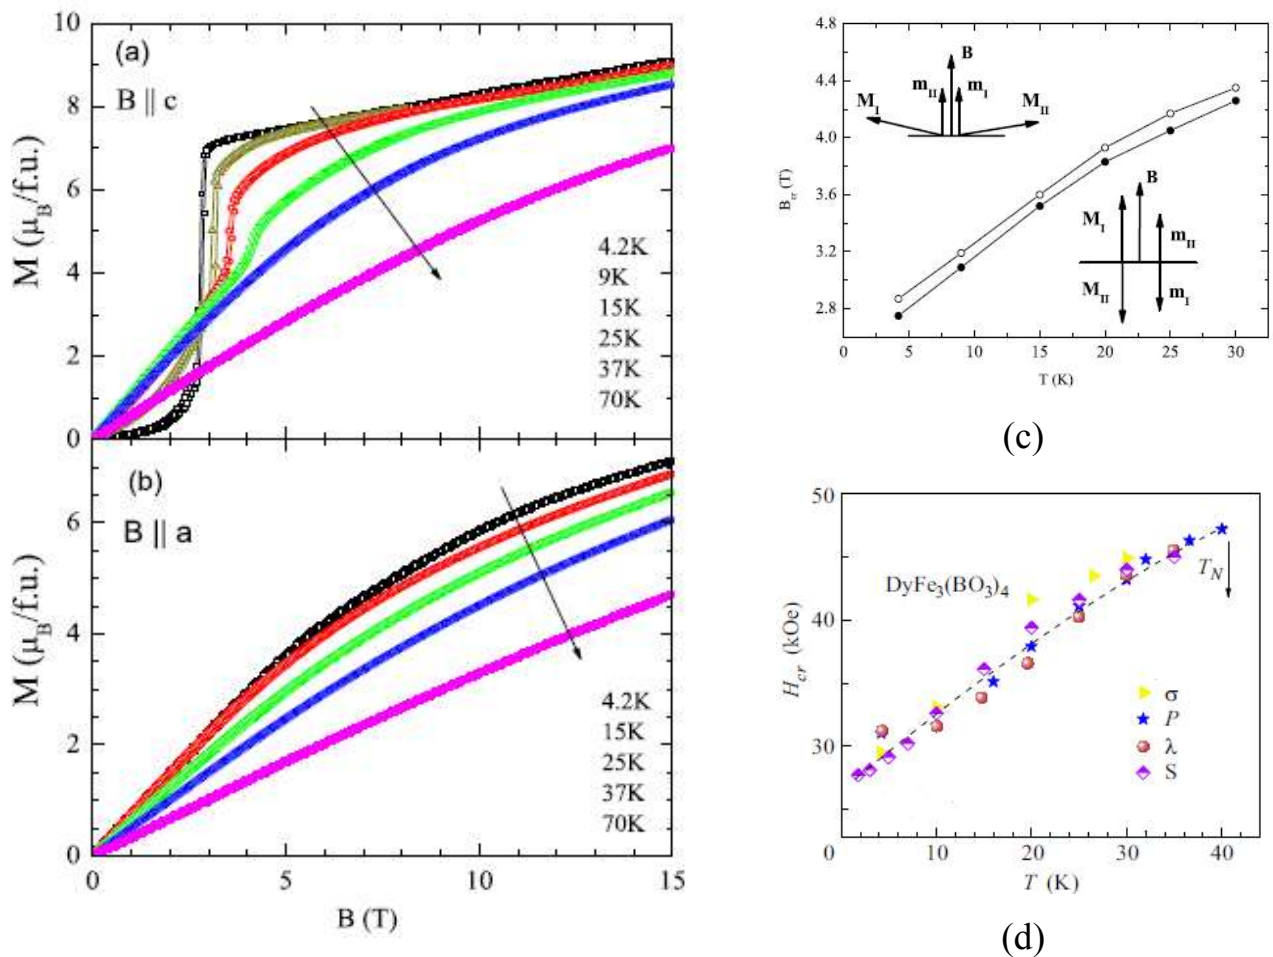 10
8
6
4
2
0
(a)
B || c
M (μB/f.u.)
4.2K
9K
15K
25K
37K
70K
6
4
2
0
(b)
B || a
M (μB/f.u.)
4.2K
15K
25K
37K
70K
0 5 10 15
B (T)
4.8
4.4
4.0
3.6
3.2
2.8
Bcr (T)
B
mII mI
MI MII
B
MI mII
MII mI
0 5 10 15 20 25 30
T (K)
(c)
50
40
30
0
Hcr (kOe)
DyFe3(BO3)4
TN
σ
P
λ
S
10 20 30 40
T (K)
(d)